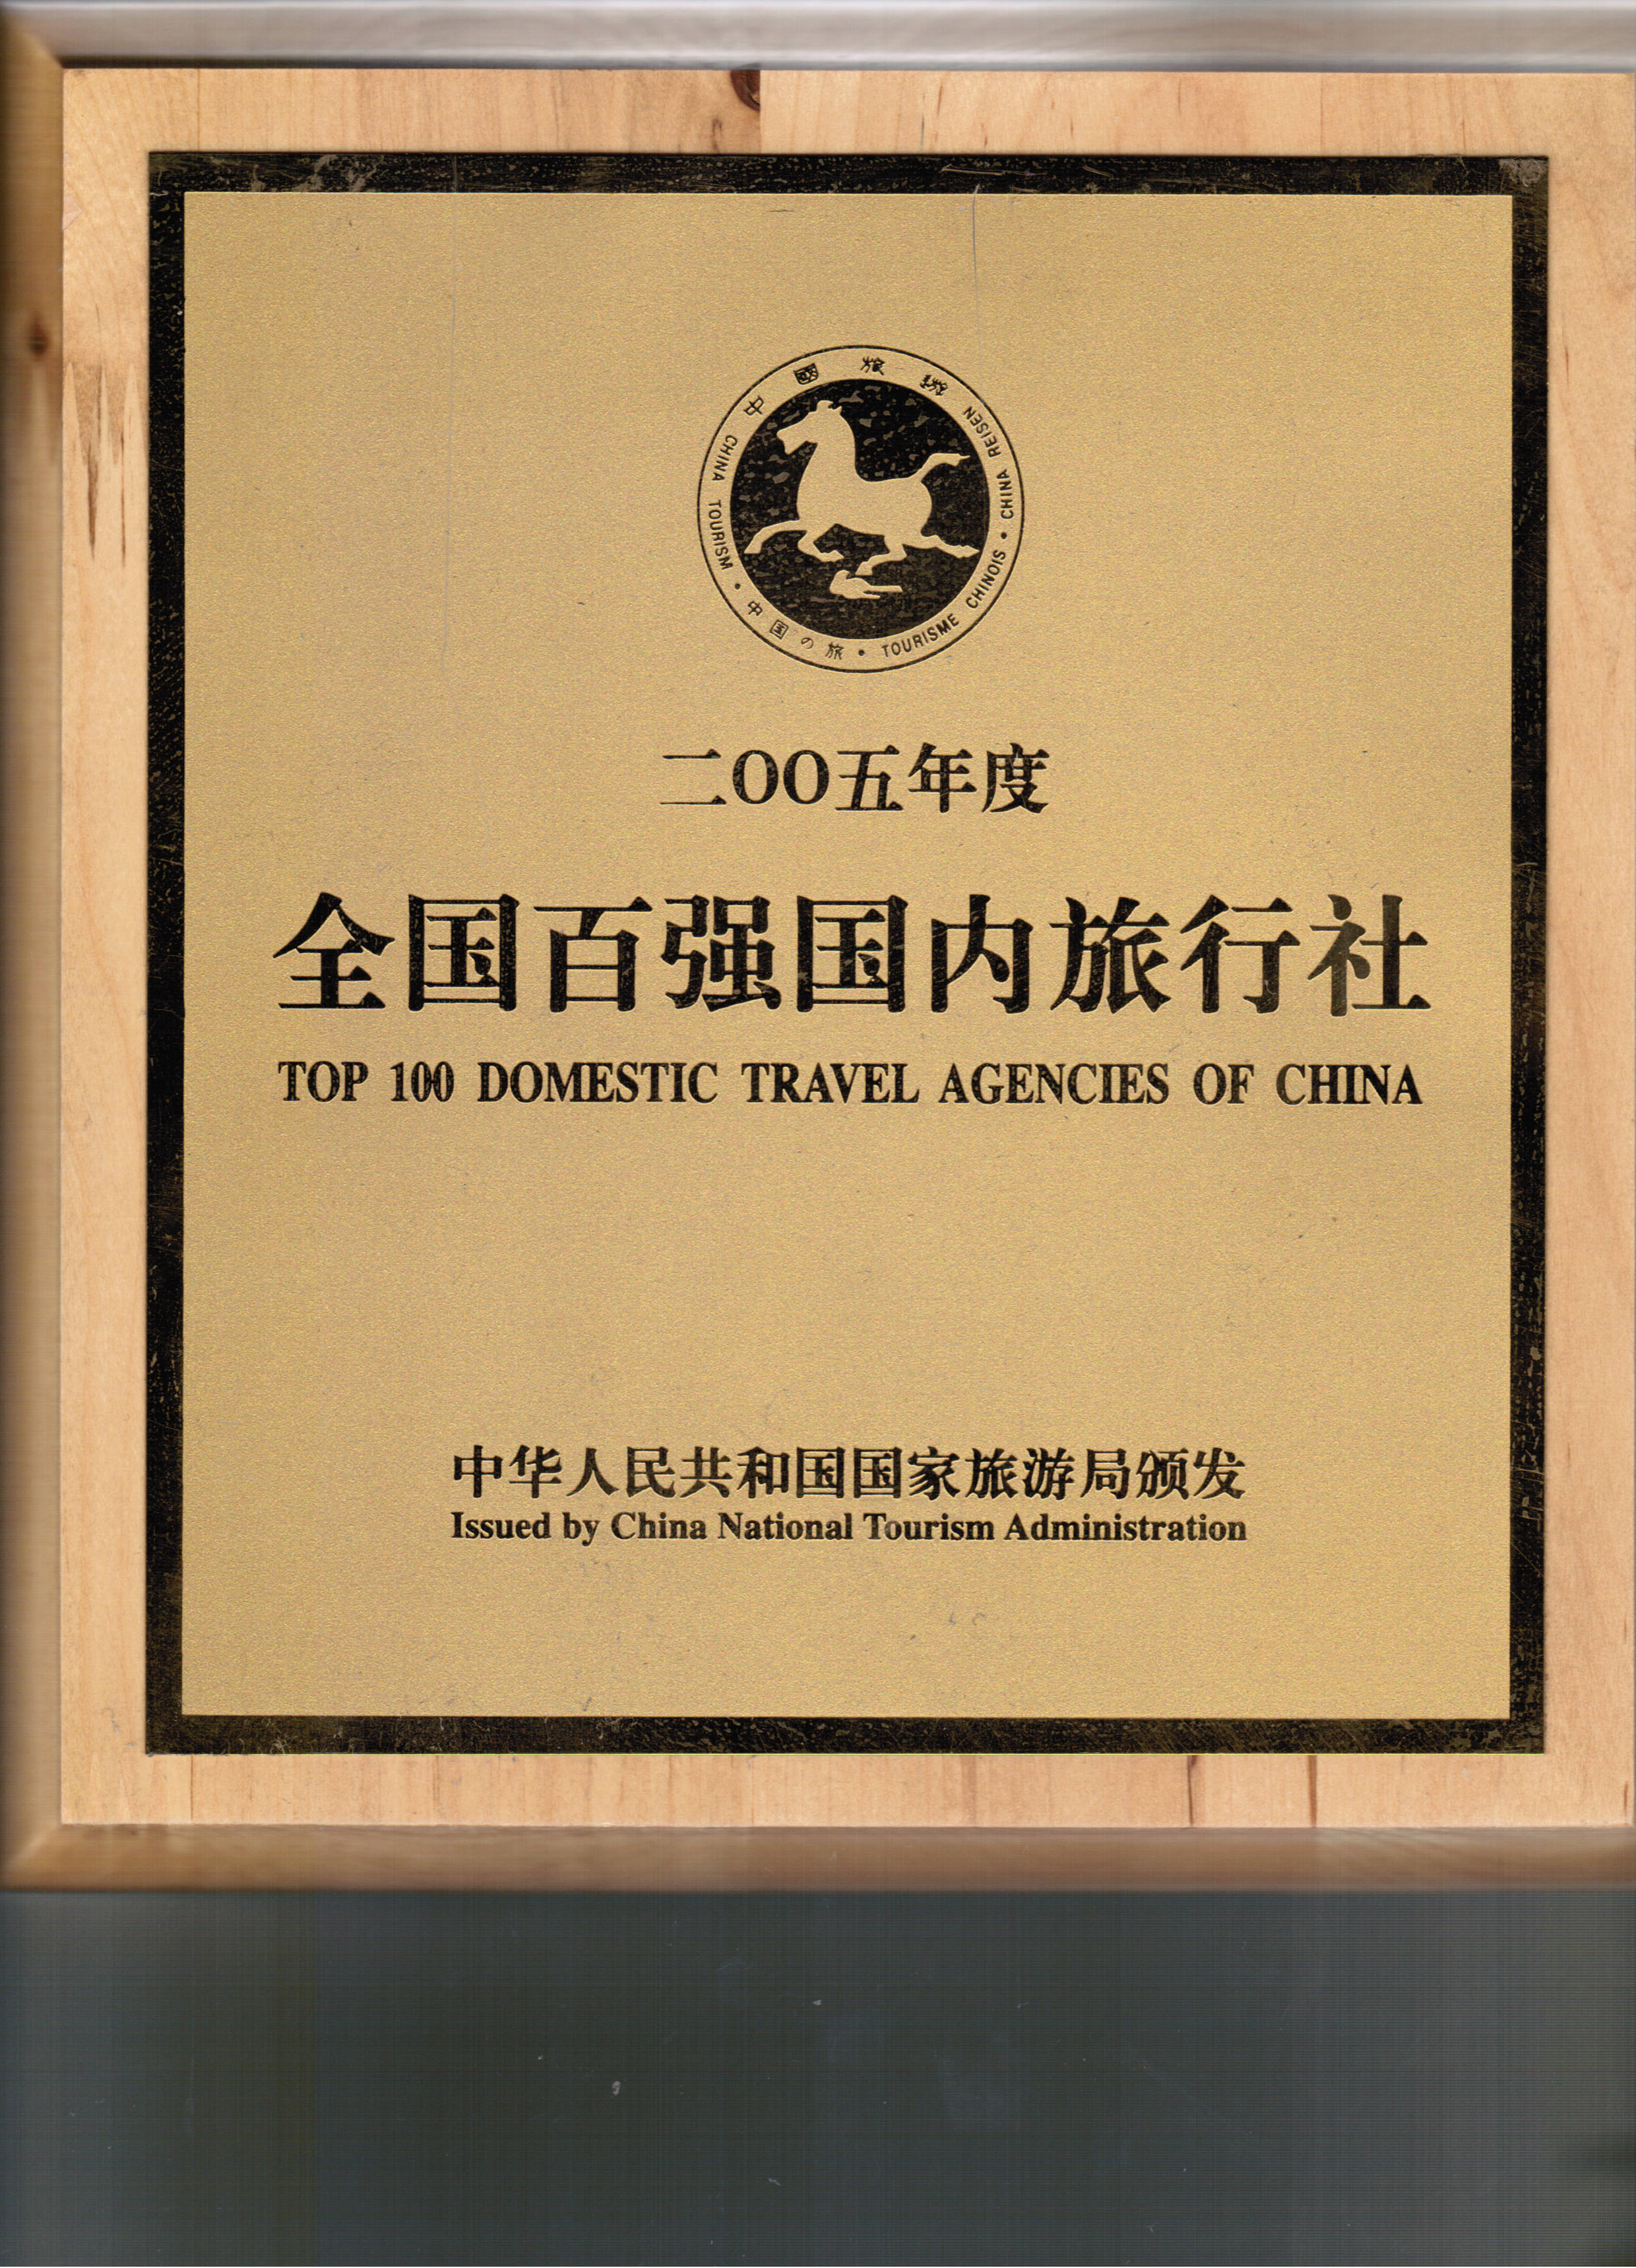 中國旅游
CHINA TOURISM • 中国の旅 • TOURISME CHINOIS • CHINA REISEN
二OO五年度
全国百强国内旅行社
TOP 100 DOMESTIC TRAVEL AGENCIES OF CHINA
中华人民共和国国家旅游局颁发
Issued by China National Tourism Administration